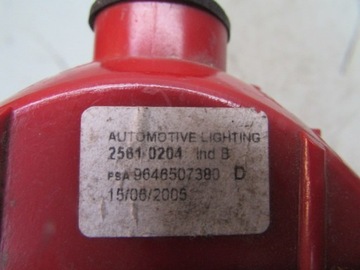 AUTOMOTIVE LIGHTING
2561 0204 ind B
PSA 9646507380 D
15/06/2005